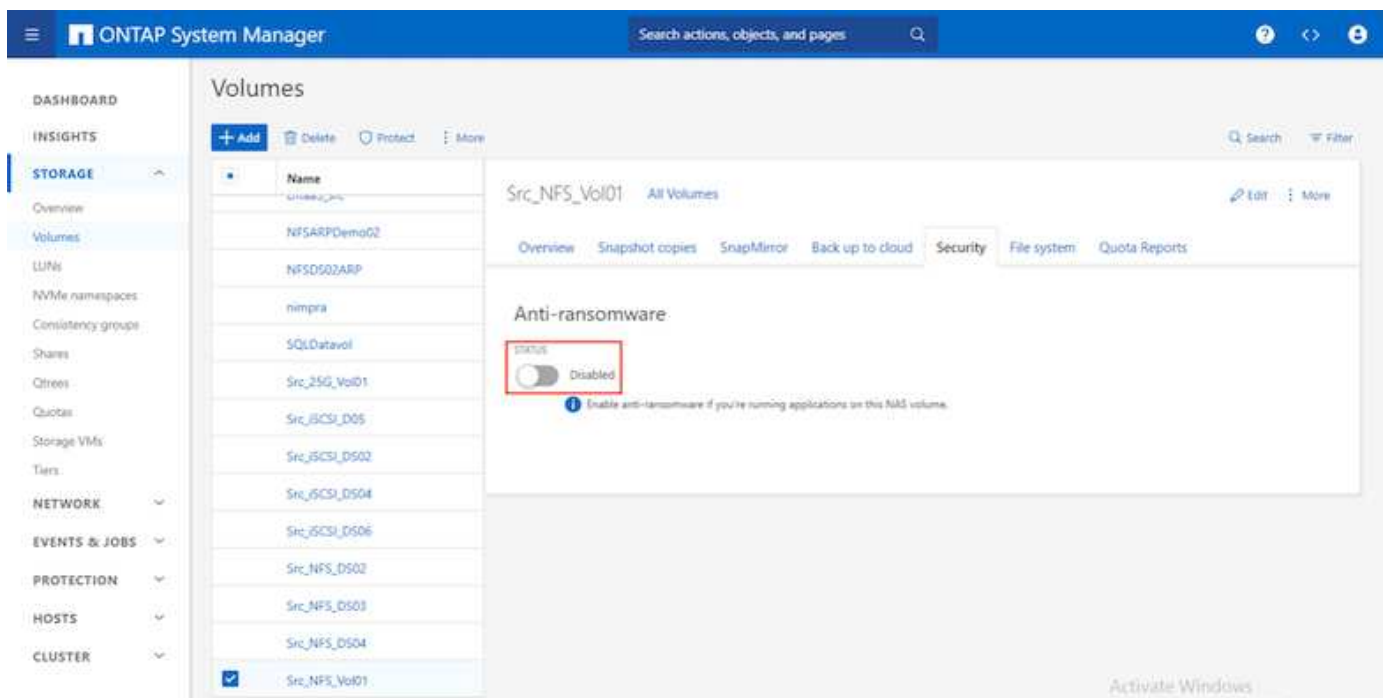 ONTAP System Manager
Search actions, objects, and pages
DASHBOARD
INSIGHTS
STORAGE
Overview
Volumes
LUNs
NVMe namespaces
Consistency groups
Shares
Qtrees
Quotas
Storage VMs
Tiers
NETWORK
EVENTS & JOBS
PROTECTION
HOSTS
CLUSTER
Volumes
Add Delete Protect More
Search Filter
Name
NFSARPDemo02
NFSDS02ARP
nimpra
SQLDatavol
Src_25G_Vol01
Src_iSCSI_D05
Src_iSCSI_DS02
Src_iSCSI_DS04
Src_iSCSI_DS06
Src_NFS_DS02
Src_NFS_DS03
Src_NFS_DS04
Src_NFS_Vol01
Src_NFS_Vol01 All Volumes
Edit More
Overview Snapshot copies SnapMirror Back up to cloud Security File system Quota Reports
Anti-ransomware
STATUS
Disabled
Enable anti-ransomware if you're running applications on this NAS volume.
Activate Windows